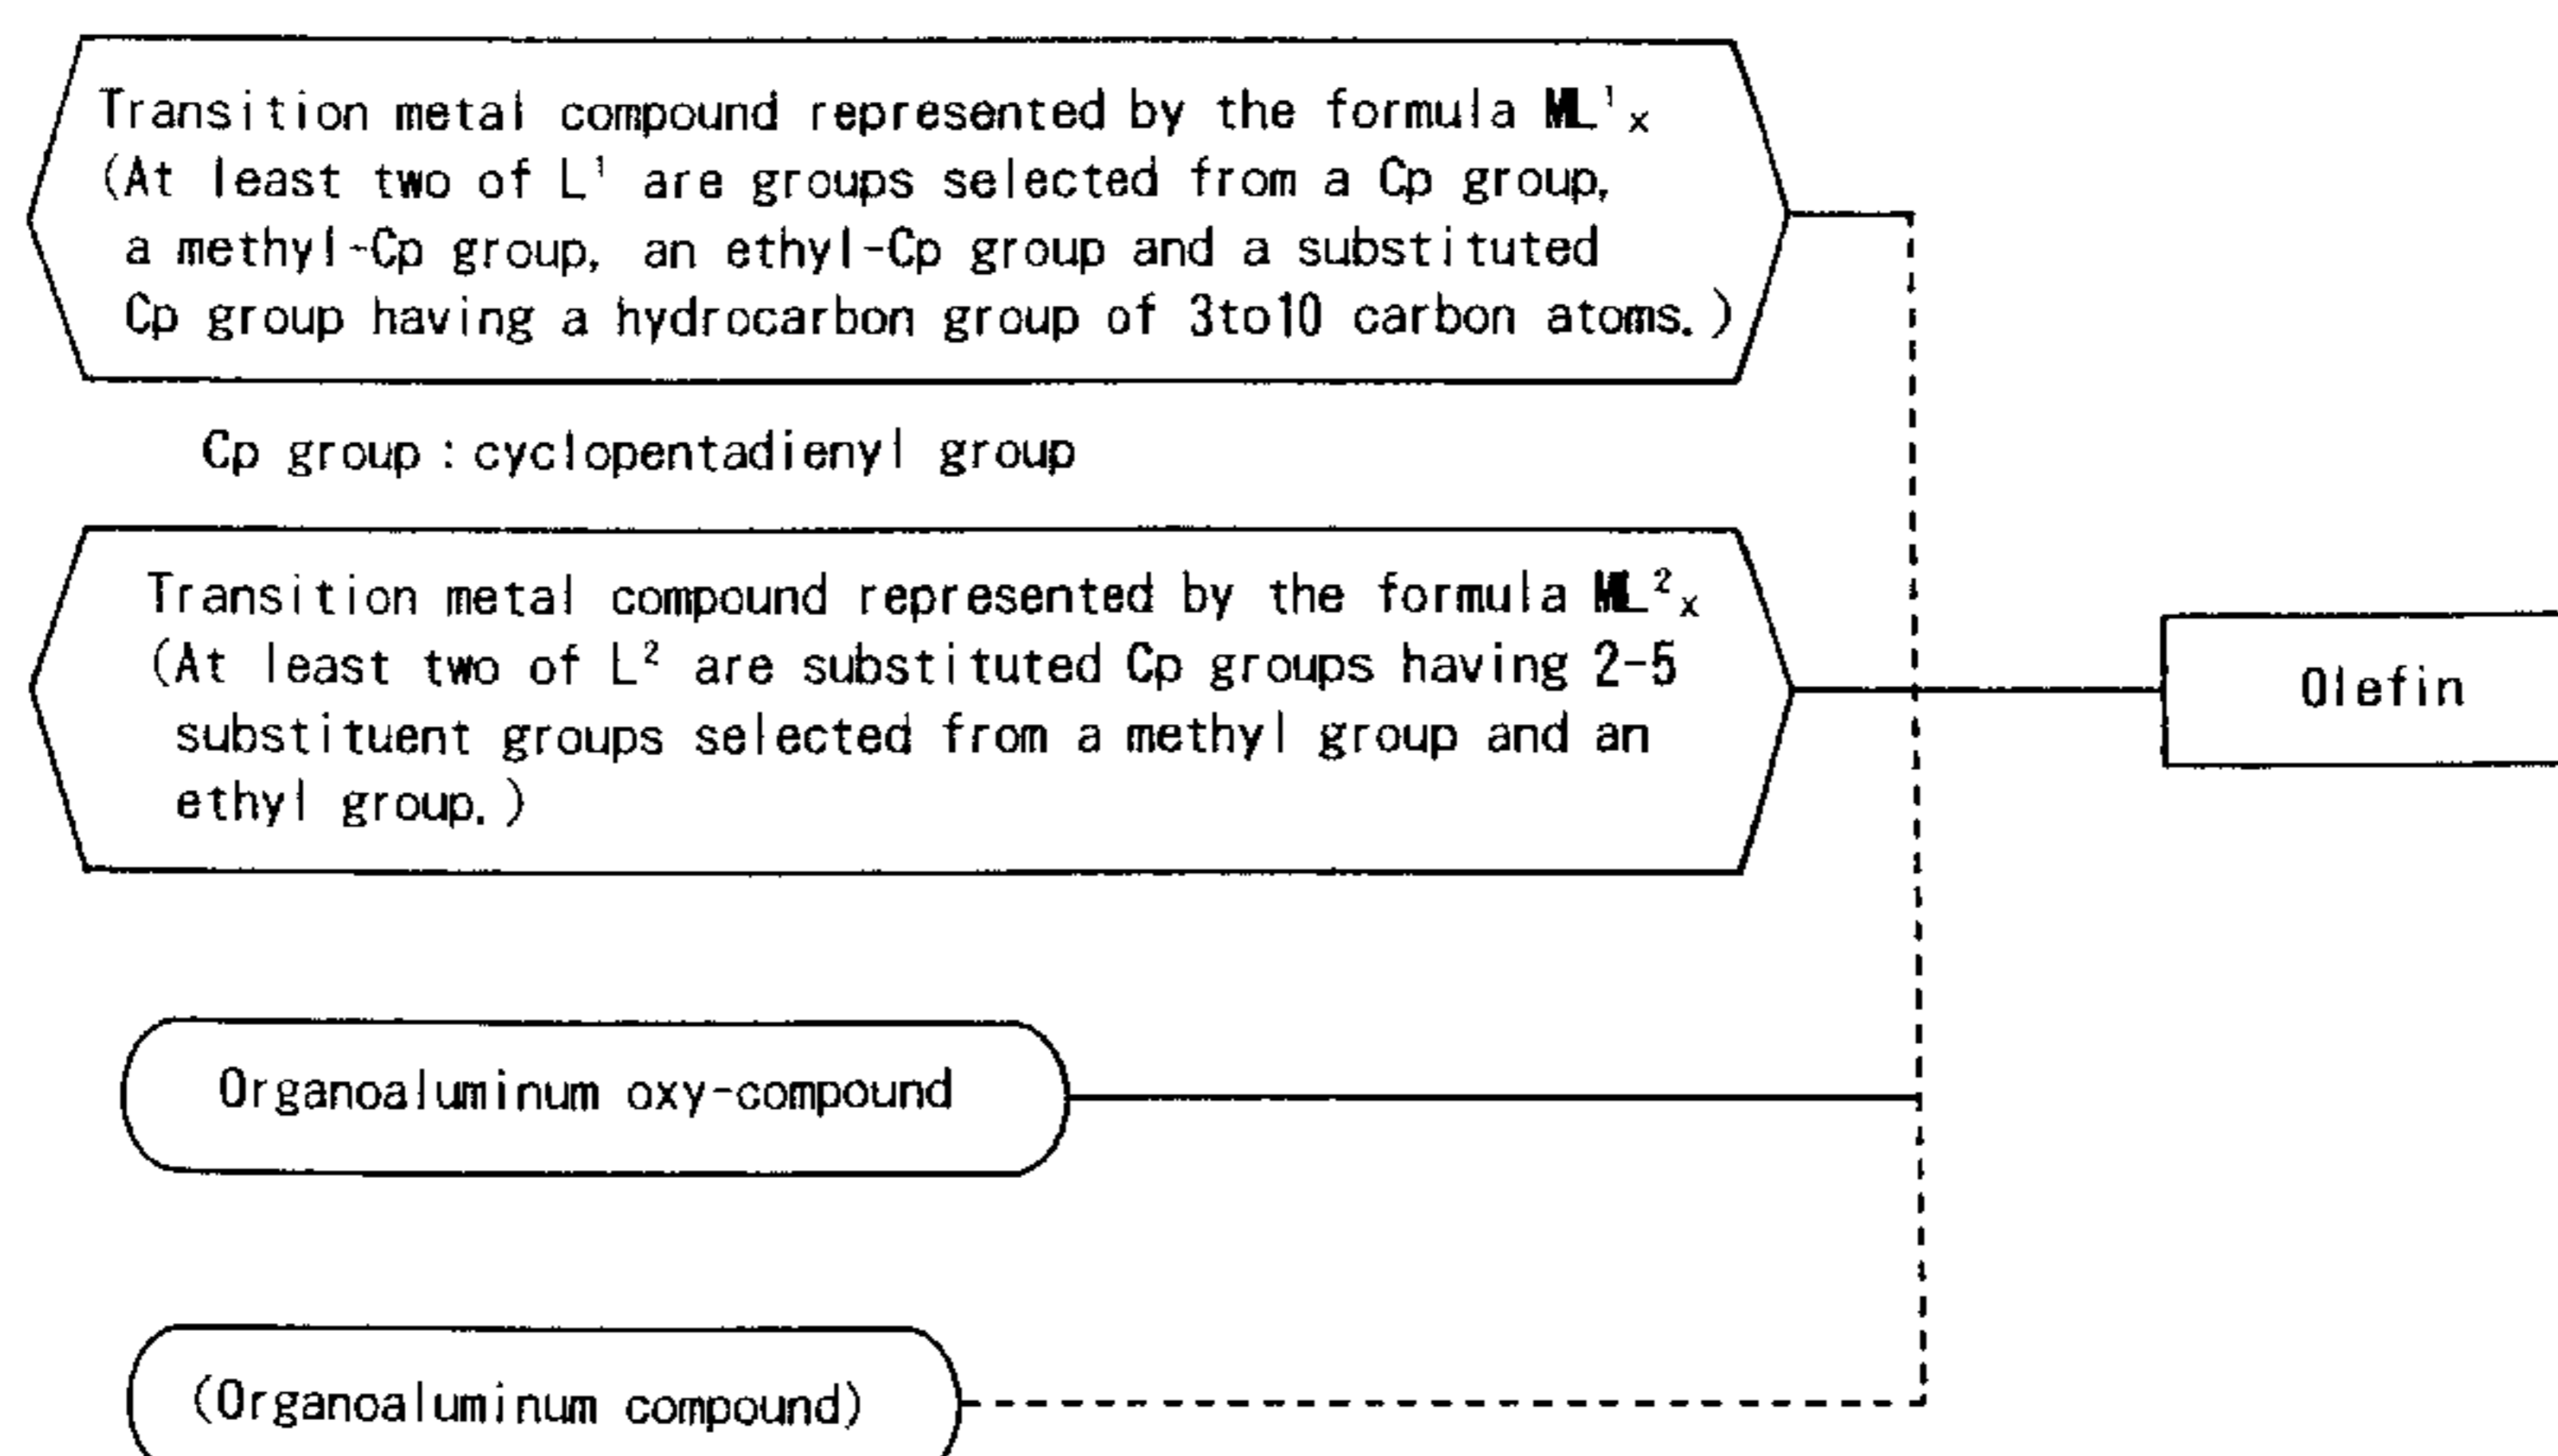 Transition metal compound represented by the formula ML¹ₓ
(At least two of L¹ are groups selected from a Cp group,
a methyl-Cp group, an ethyl-Cp group and a substituted
Cp group having a hydrocarbon group of 3to10 carbon atoms.)
Cp group : cyclopentadienyl group
Transition metal compound represented by the formula ML²ₓ
(At least two of L² are substituted Cp groups having 2-5
substituent groups selected from a methyl group and an
ethyl group.)
Olefin
Organoaluminum oxy-compound
(Organoaluminum compound)